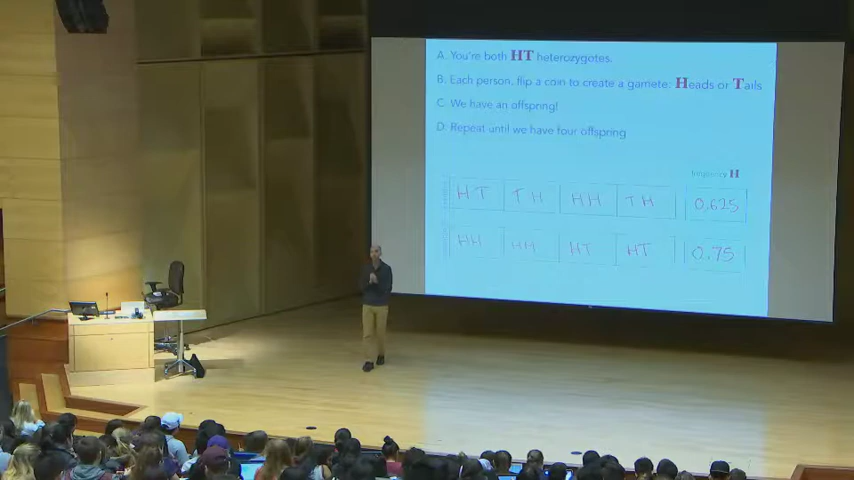 A. You're both HT heterozygotes.
B. Each person, flip a coin to create a gamete: Heads or Tails
C. We have an offspring!
D. Repeat until we have four offspring
frequency H
HT TH HH TH 0.625
HH HH HT HT 0.75